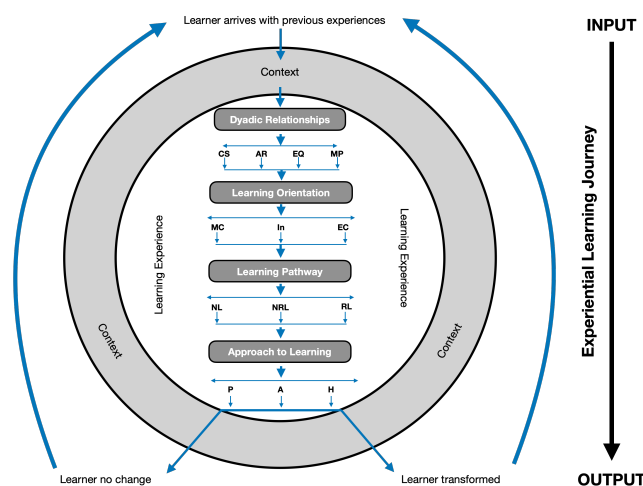 Learner arrives with previous experiences
INPUT
Context
Dyadic Relationships
CS AR EQ MP
Learning Orientation
MC In EC
Learning Experience
Learning Experience
Learning Pathway
NL NRL RL
Experiential Learning Journey
Context
Context
Approach to Learning
P A H
Learner no change
Learner transformed
OUTPUT